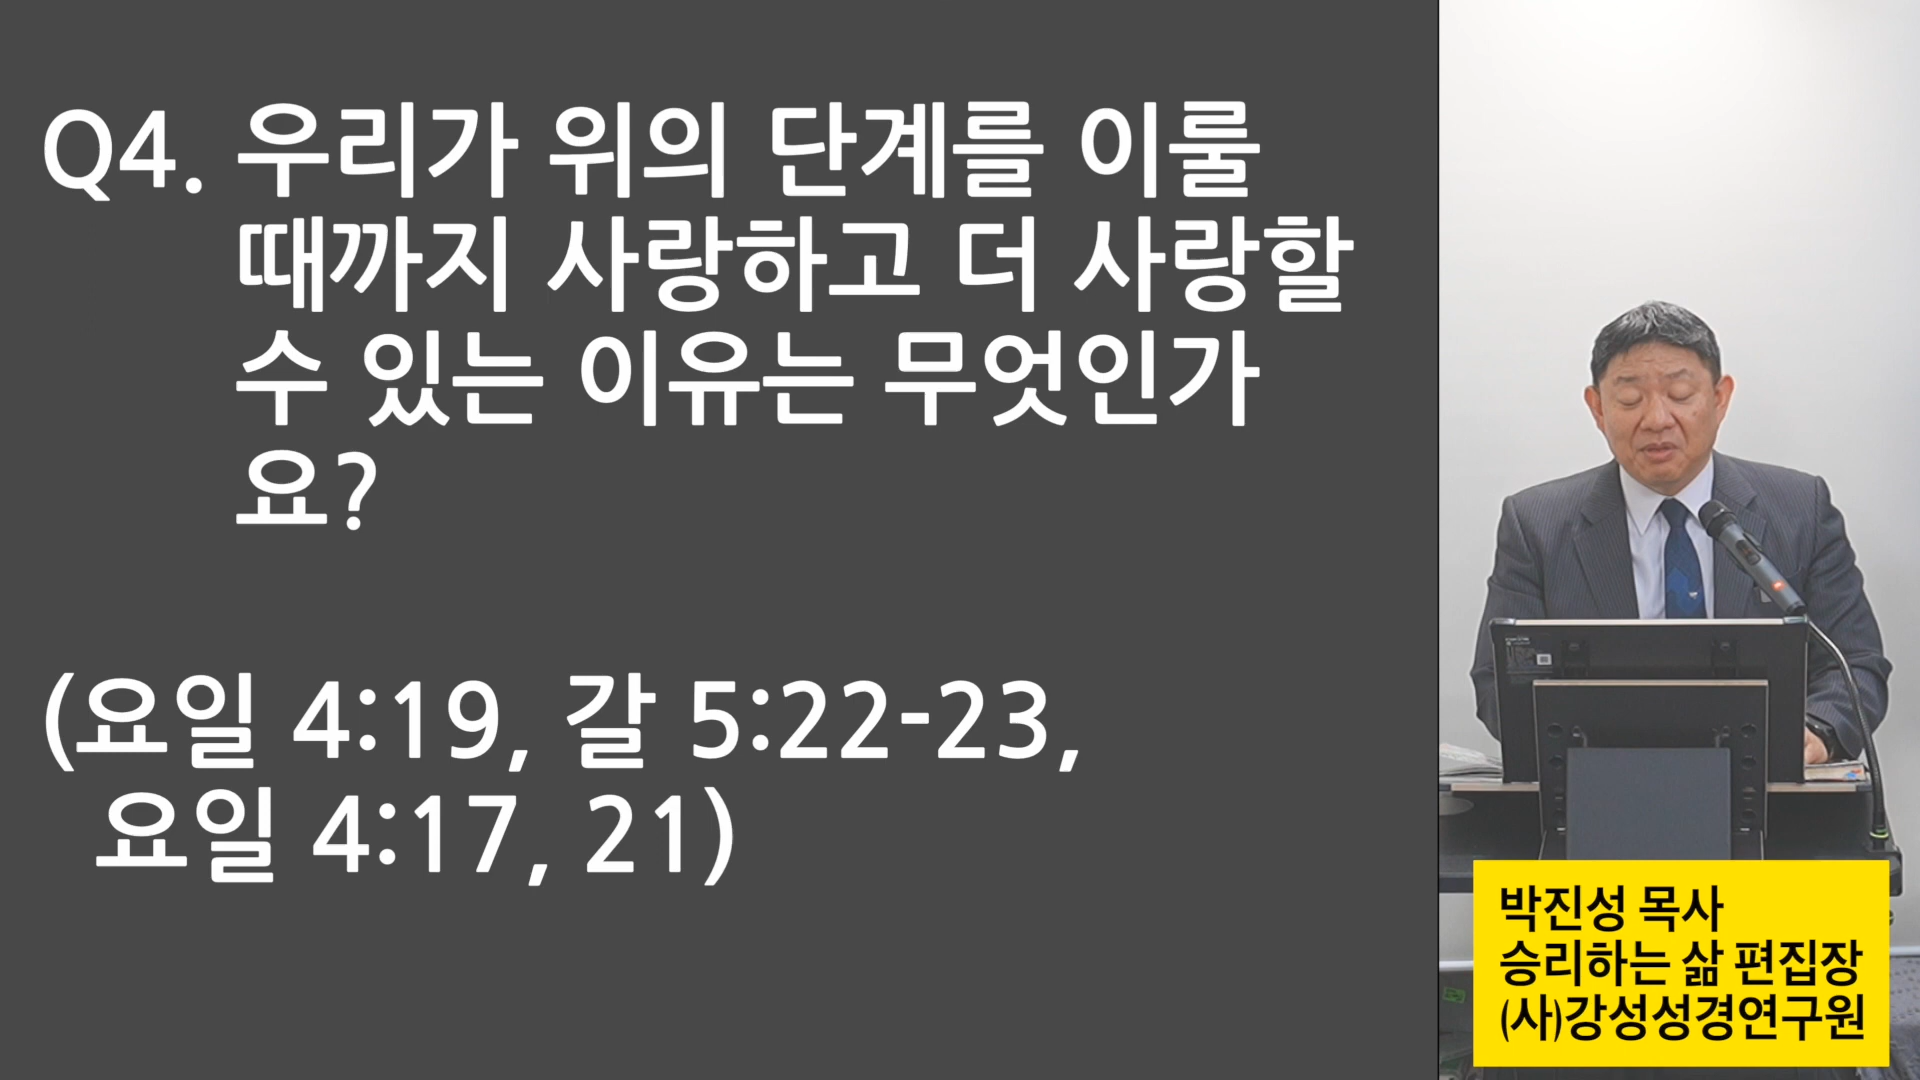 Q4. 우리가 위의 단계를 이룰
때까지 사랑하고 더 사랑할
수 있는 이유는 무엇인가
요?
(요일 4:19, 갈 5:22-23,
요일 4:17, 21)
박진성 목사
승리하는 삶 편집장
(사)강성성경연구원